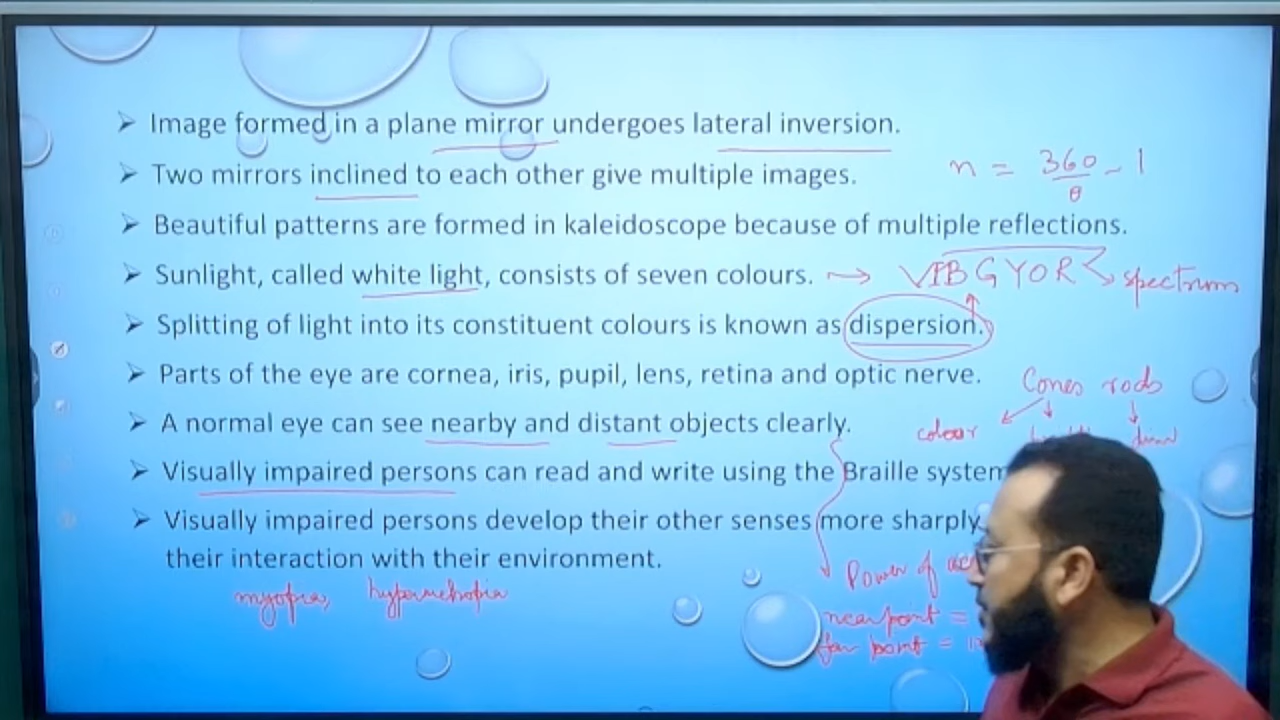 ➢ Image formed in a plane mirror undergoes lateral inversion.
➢ Two mirrors inclined to each other give multiple images.
n = 360/θ - 1
➢ Beautiful patterns are formed in kaleidoscope because of multiple reflections.
➢ Sunlight, called white light, consists of seven colours. → VIBGYOR spectrum
➢ Splitting of light into its constituent colours is known as dispersion.
➢ Parts of the eye are cornea, iris, pupil, lens, retina and optic nerve.
Cones rods
➢ A normal eye can see nearby and distant objects clearly.
colour
➢ Visually impaired persons can read and write using the Braille system
➢ Visually impaired persons develop their other senses more sharply
their interaction with their environment.
Power of
myopia,
near point =
far point =